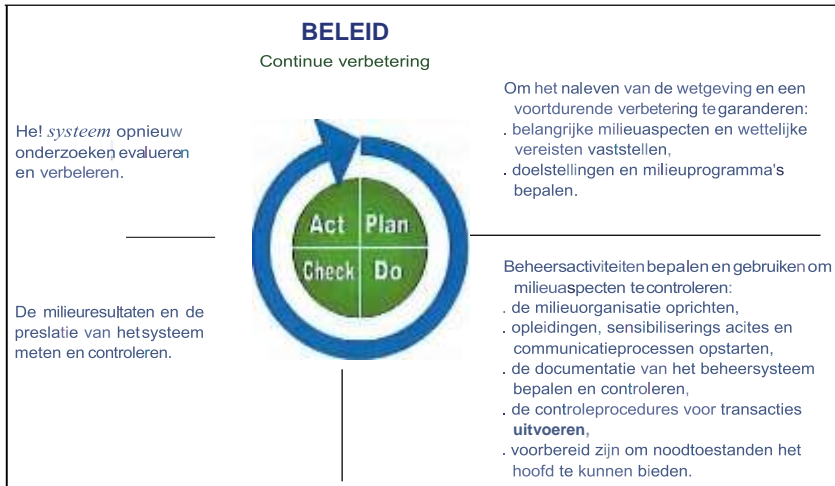 BELEID
Continue verbetering
He! systeem opnieuw
onderzoeken, evalueren
en verbeleren.
Om het naleven van de wetgeving en een
voortdurende verbetering te garanderen:
. belangrijke milieuaspecten en wettelijke
vereisten vaststellen,
. doelstellingen en milieuprogramma's
bepalen.
Act Plan
Check Do
De milieuresultaten en de
preslatie van het systeem
meten en controleren.
Beheersactiviteiten bepalen en gebruiken om
milieuaspecten te controleren:
. de milieuorganisatie oprichten,
. opleidingen, sensibiliserings acites en
communicatieprocessen opstarten,
. de documentatie van het beheersysteem
bepalen en controleren,
. de controleprocedures voor transacties
uitvoeren,
. voorbereid zijn om noodtoestanden het
hoofd te kunnen bieden.